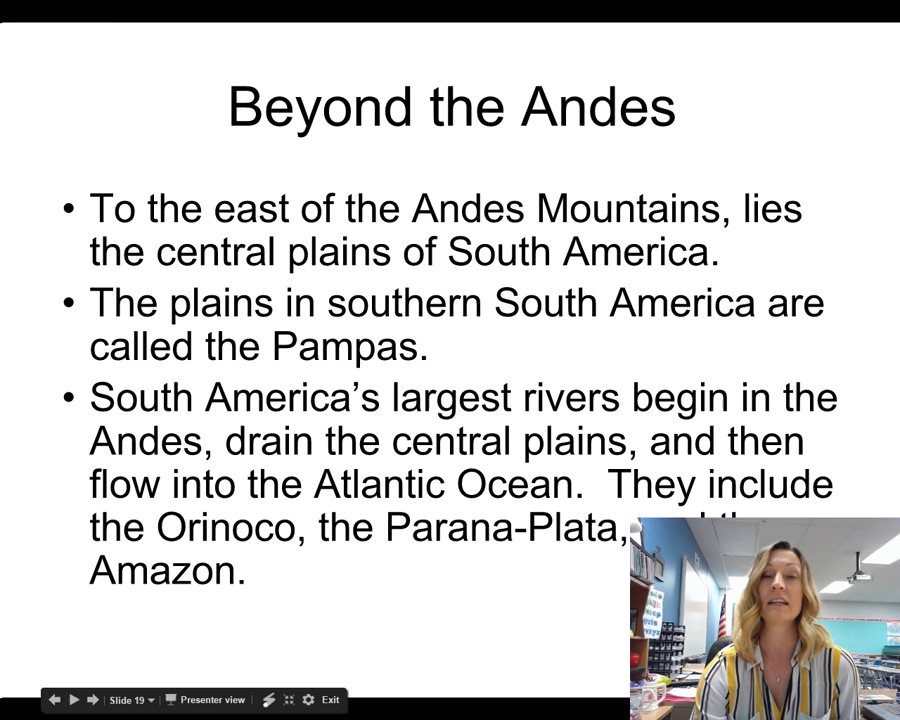 Beyond the Andes
• To the east of the Andes Mountains, lies
the central plains of South America.
• The plains in southern South America are
called the Pampas.
• South America’s largest rivers begin in the
Andes, drain the central plains, and then
flow into the Atlantic Ocean.  They include
the Orinoco, the Parana-Plata,
Amazon.
Slide 19 Presenter view Exit